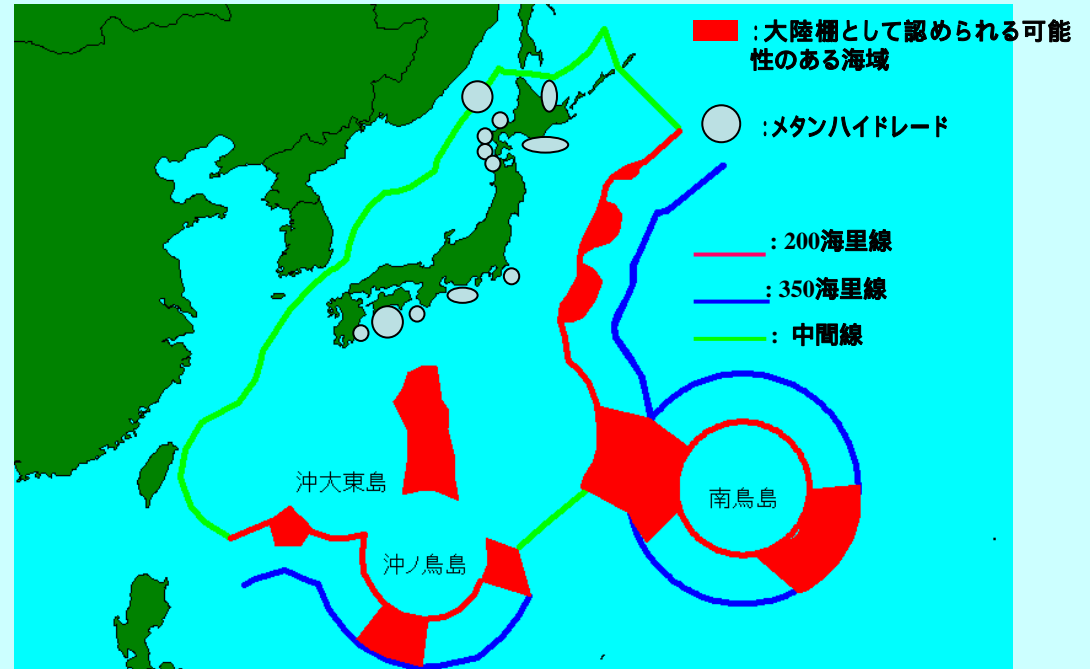 :大陸棚として認められる可能
性のある海域
:メタンハイドレード
: 200海里線
: 350海里線
: 中間線
沖大東島
南鳥島
沖ノ鳥島